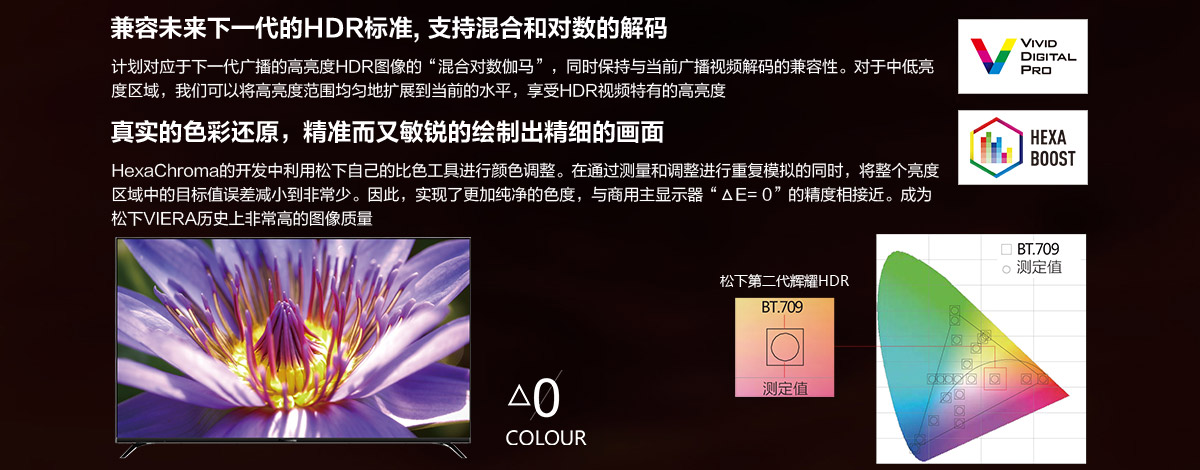 兼容未来下一代的HDR标准, 支持混合和对数的解码
计划对应于下一代广播的高亮度HDR图像的“混合对数伽马”，同时保持与当前广播视频解码的兼容性。对于中低亮
度区域，我们可以将高亮度范围均匀地扩展到当前的水平，享受HDR视频特有的高亮度
VIVID
DIGITAL
PRO
真实的色彩还原，精准而又敏锐的绘制出精细的画面
HexaChroma的开发中利用松下自己的比色工具进行颜色调整。在通过测量和调整进行重复模拟的同时，将整个亮度
区域中的目标值误差减小到非常少。因此，实现了更加纯净的色度，与商用主显示器“ΔE= 0”的精度相接近。成为
松下VIERA历史上非常高的图像质量
HEXA
BOOST
△0
COLOUR
松下第二代辉耀HDR
BT.709
测定值
BT.709
测定值